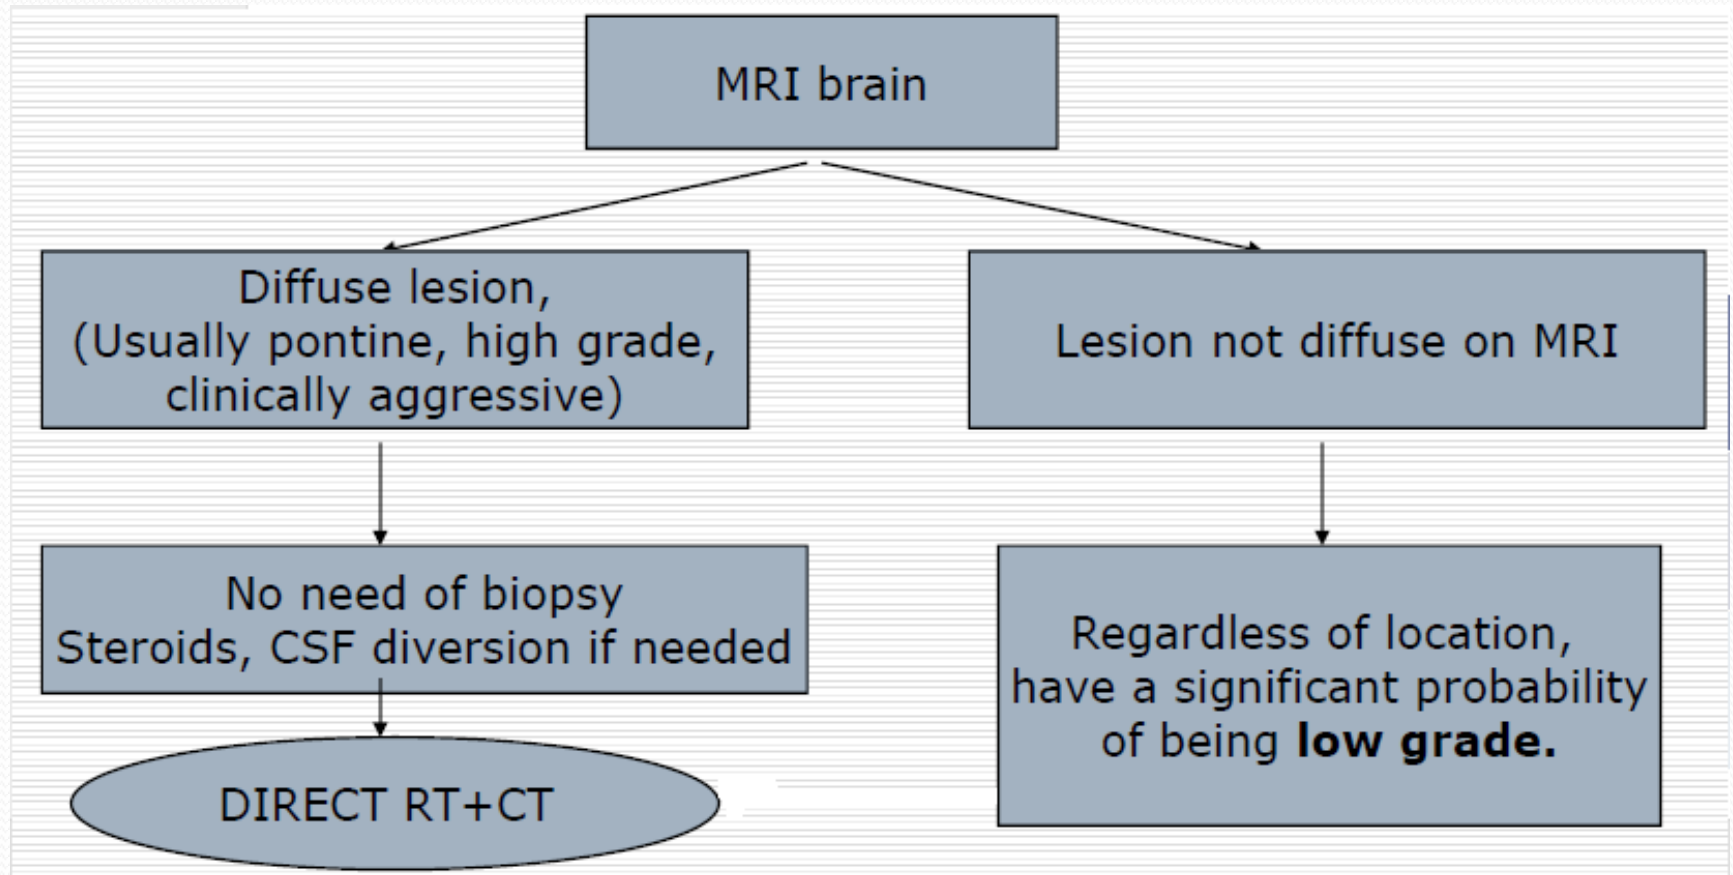 MRI brain
Diffuse lesion,
(Usually pontine, high grade,
clinically aggressive)
Lesion not diffuse on MRI
No need of biopsy
Steroids, CSF diversion if needed
Regardless of location,
have a significant probability
of being low grade.
DIRECT RT+CT